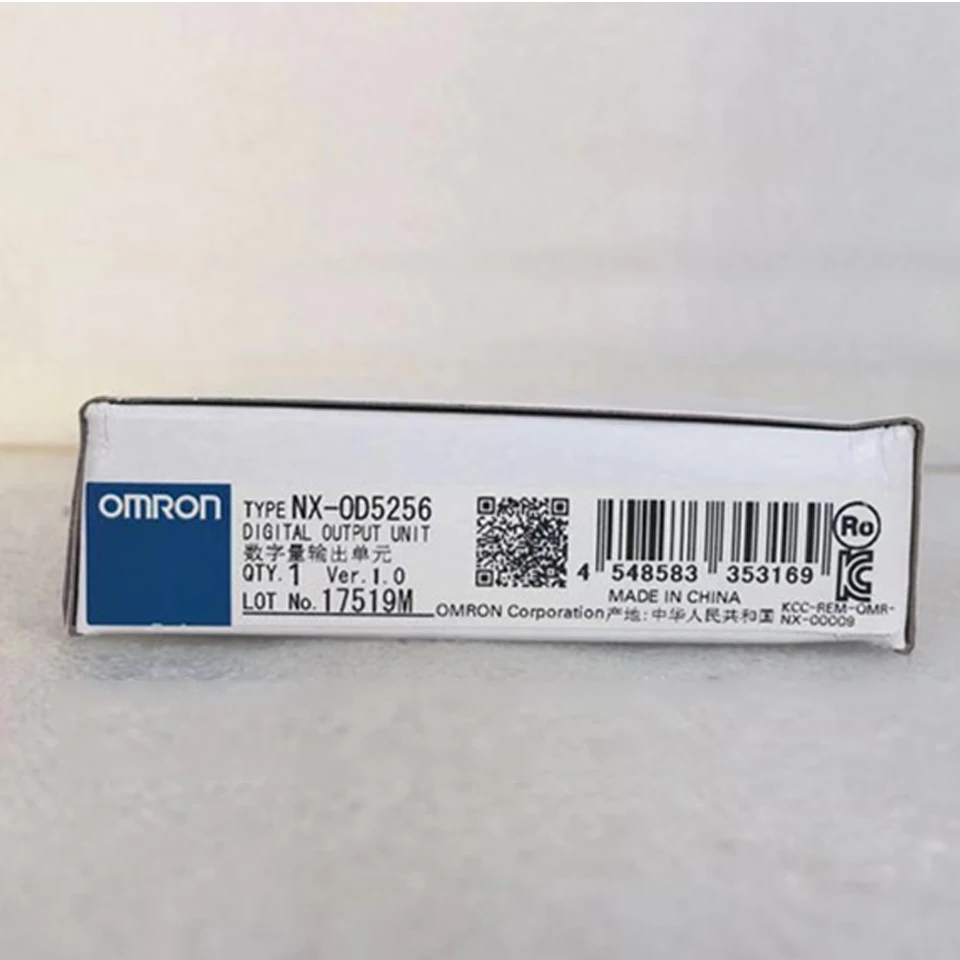 OMRON
TYPE NX-OD5256
DIGITAL OUTPUT UNIT
数字量输出单元
QTY. 1 Ver.1.0
LOT No. 17519M
4 548583 353169
MADE IN CHINA
OMRON Corporation 产地:中华人民共和国
Ro
KCC-REM-OMR-
NX-00009